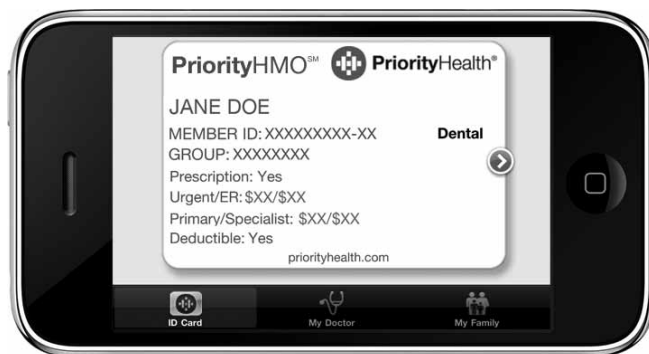 PriorityHMO℠ PriorityHealth®
JANE DOE
MEMBER ID: XXXXXXXXX-XX Dental
GROUP: XXXXXXXX
Prescription: Yes
Urgent/ER: $XX/$XX
Primary/Specialist: $XX/$XX
Deductible: Yes
priorityhealth.com
ID Card My Doctor My Family